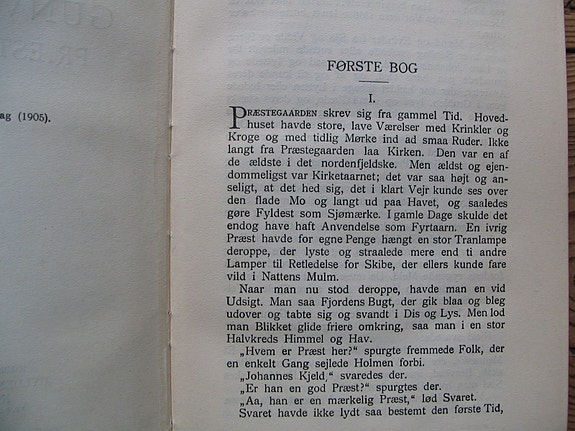 ag (1905).
FØRSTE BOG
I.
PRÆSTEGAARDEN skrev sig fra gammel Tid. Hoved-
huset havde store, lave Værelser med Krinkler og
Kroge og med tidlig Mørke ind ad smaa Ruder. Ikke
langt fra Præstegaarden laa Kirken. Den var en af
de ældste i det nordenfjeldske. Men ældst og ejen-
dommeligst var Kirketaarnet; det var saa højt og an-
seligt, at det hed sig, det i klart Vejr kunde ses over
den flade Mo og langt ud paa Havet, og saaledes
gøre Fyldest som Sjømærke. I gamle Dage skulde det
endog have haft Anvendelse som Fyrtaarn. En ivrig
Præst havde for egne Penge hængt en stor Tranlampe
deroppe, der lyste og straalede mere end ti andre
Lamper til Retledelse for Skibe, der ellers kunde fare
vild i Nattens Mulm.
Naar man nu stod deroppe, havde man en vid
Udsigt. Man saa Fjordens Bugt, der gik blaa og bleg
udover og tabte sig og svandt i Dis og Lys. Men lod
man Blikket glide friere omkring, saa man i en stor
Halvkreds Himmel og Hav.
„Hvem er Præst her?“ spurgte fremmede Folk, der
en enkelt Gang sejlede Holmen forbi.
„Johannes Kjeld,“ svaredes der.
„Er han en god Præst?“ spurgtes der.
„Aa, han er en mærkelig Præst,“ lød Svaret.
Svaret havde ikke lydt saa bestemt den første Tid,